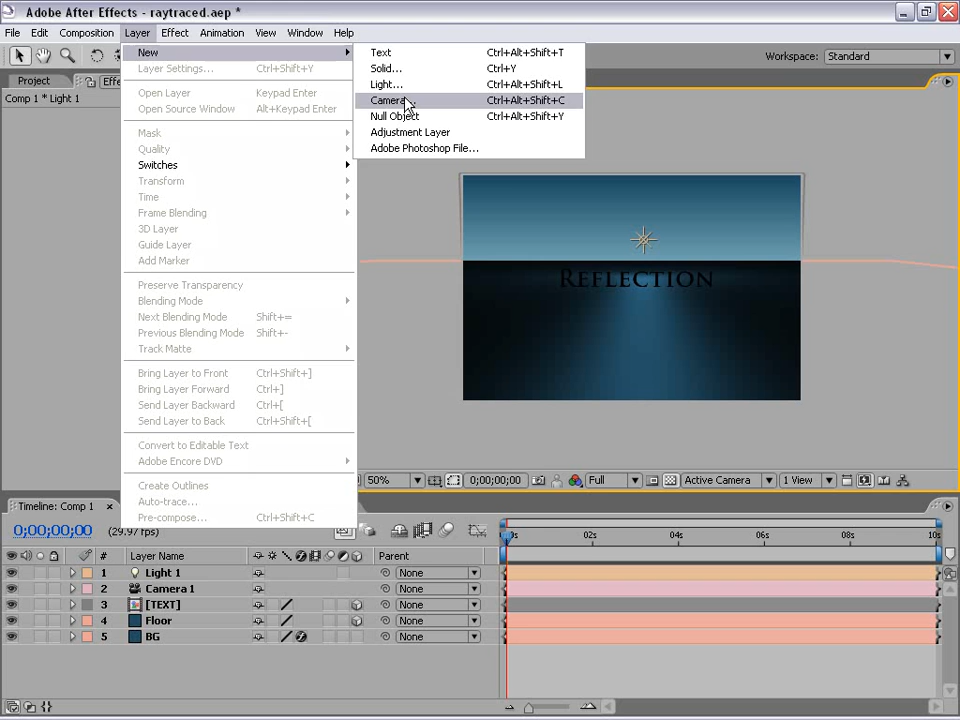 Adobe After Effects - raytraced.aep *
File Edit Composition Layer Effect Animation View Window Help
Workspace: Standard
Project Ef
Comp 1 * Light 1
New
Layer Settings... Ctrl+Shift+Y
Open Layer Keypad Enter
Open Source Window Alt+Keypad Enter
Mask
Quality
Switches
Transform
Time
Frame Blending
3D Layer
Guide Layer
Add Marker
Preserve Transparency
Blending Mode
Next Blending Mode Shift+=
Previous Blending Mode Shift+-
Track Matte
Bring Layer to Front Ctrl+Shift+]
Bring Layer Forward Ctrl+]
Send Layer Backward Ctrl+[
Send Layer to Back Ctrl+Shift+[
Convert to Editable Text
Adobe Encore DVD
Create Outlines
Auto-trace...
Pre-compose... Ctrl+Shift+C
Text Ctrl+Alt+Shift+T
Solid... Ctrl+Y
Light... Ctrl+Alt+Shift+L
Camera... Ctrl+Alt+Shift+C
Null Object Ctrl+Alt+Shift+Y
Adjustment Layer
Adobe Photoshop File...
REFLECTION
50% 0;00;00;00 Full Active Camera 1 View
Timeline: Comp 1
0;00;00;00 (29.97 fps)
# Layer Name Parent
02s 04s 06s 08s 10s
1 Light 1 None
2 Camera 1 None
3 [TEXT] None
4 Floor None
5 BG None